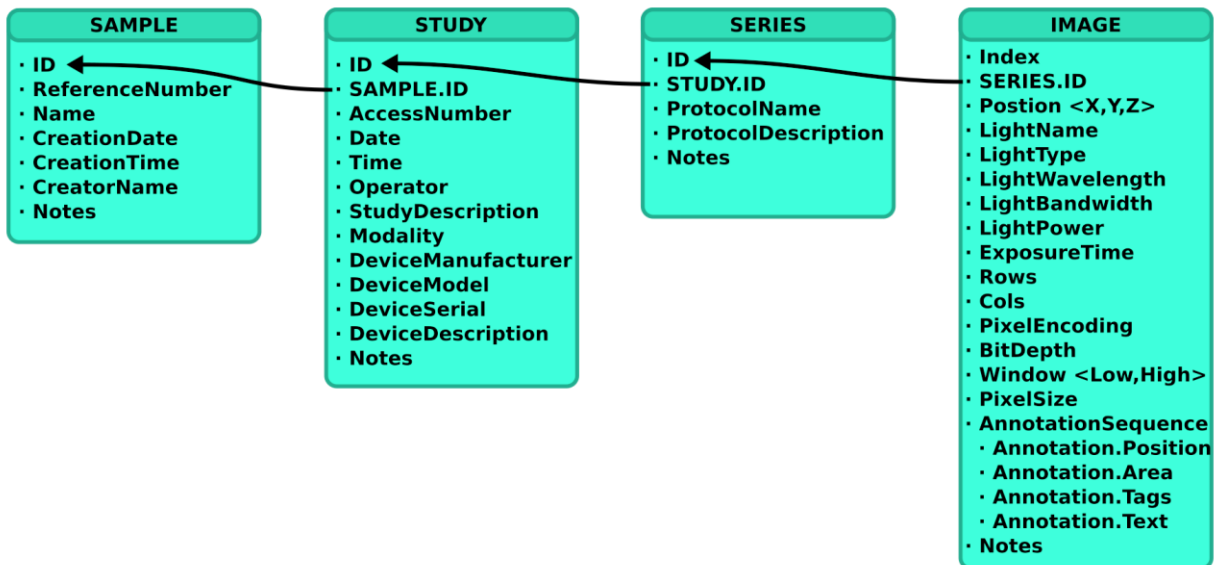 SAMPLE
· ID
· ReferenceNumber
· Name
· CreationDate
· CreationTime
· CreatorName
· Notes
STUDY
· ID
· SAMPLE.ID
· AccessNumber
· Date
· Time
· Operator
· StudyDescription
· Modality
· DeviceManufacturer
· DeviceModel
· DeviceSerial
· DeviceDescription
· Notes
SERIES
· ID
· STUDY.ID
· ProtocolName
· ProtocolDescription
· Notes
IMAGE
· Index
· SERIES.ID
· Postion <X,Y,Z>
· LightName
· LightType
· LightWavelength
· LightBandwidth
· LightPower
· ExposureTime
· Rows
· Cols
· PixelEncoding
· BitDepth
· Window <Low,High>
· PixelSize
· AnnotationSequence
· Annotation.Position
· Annotation.Area
· Annotation.Tags
· Annotation.Text
· Notes